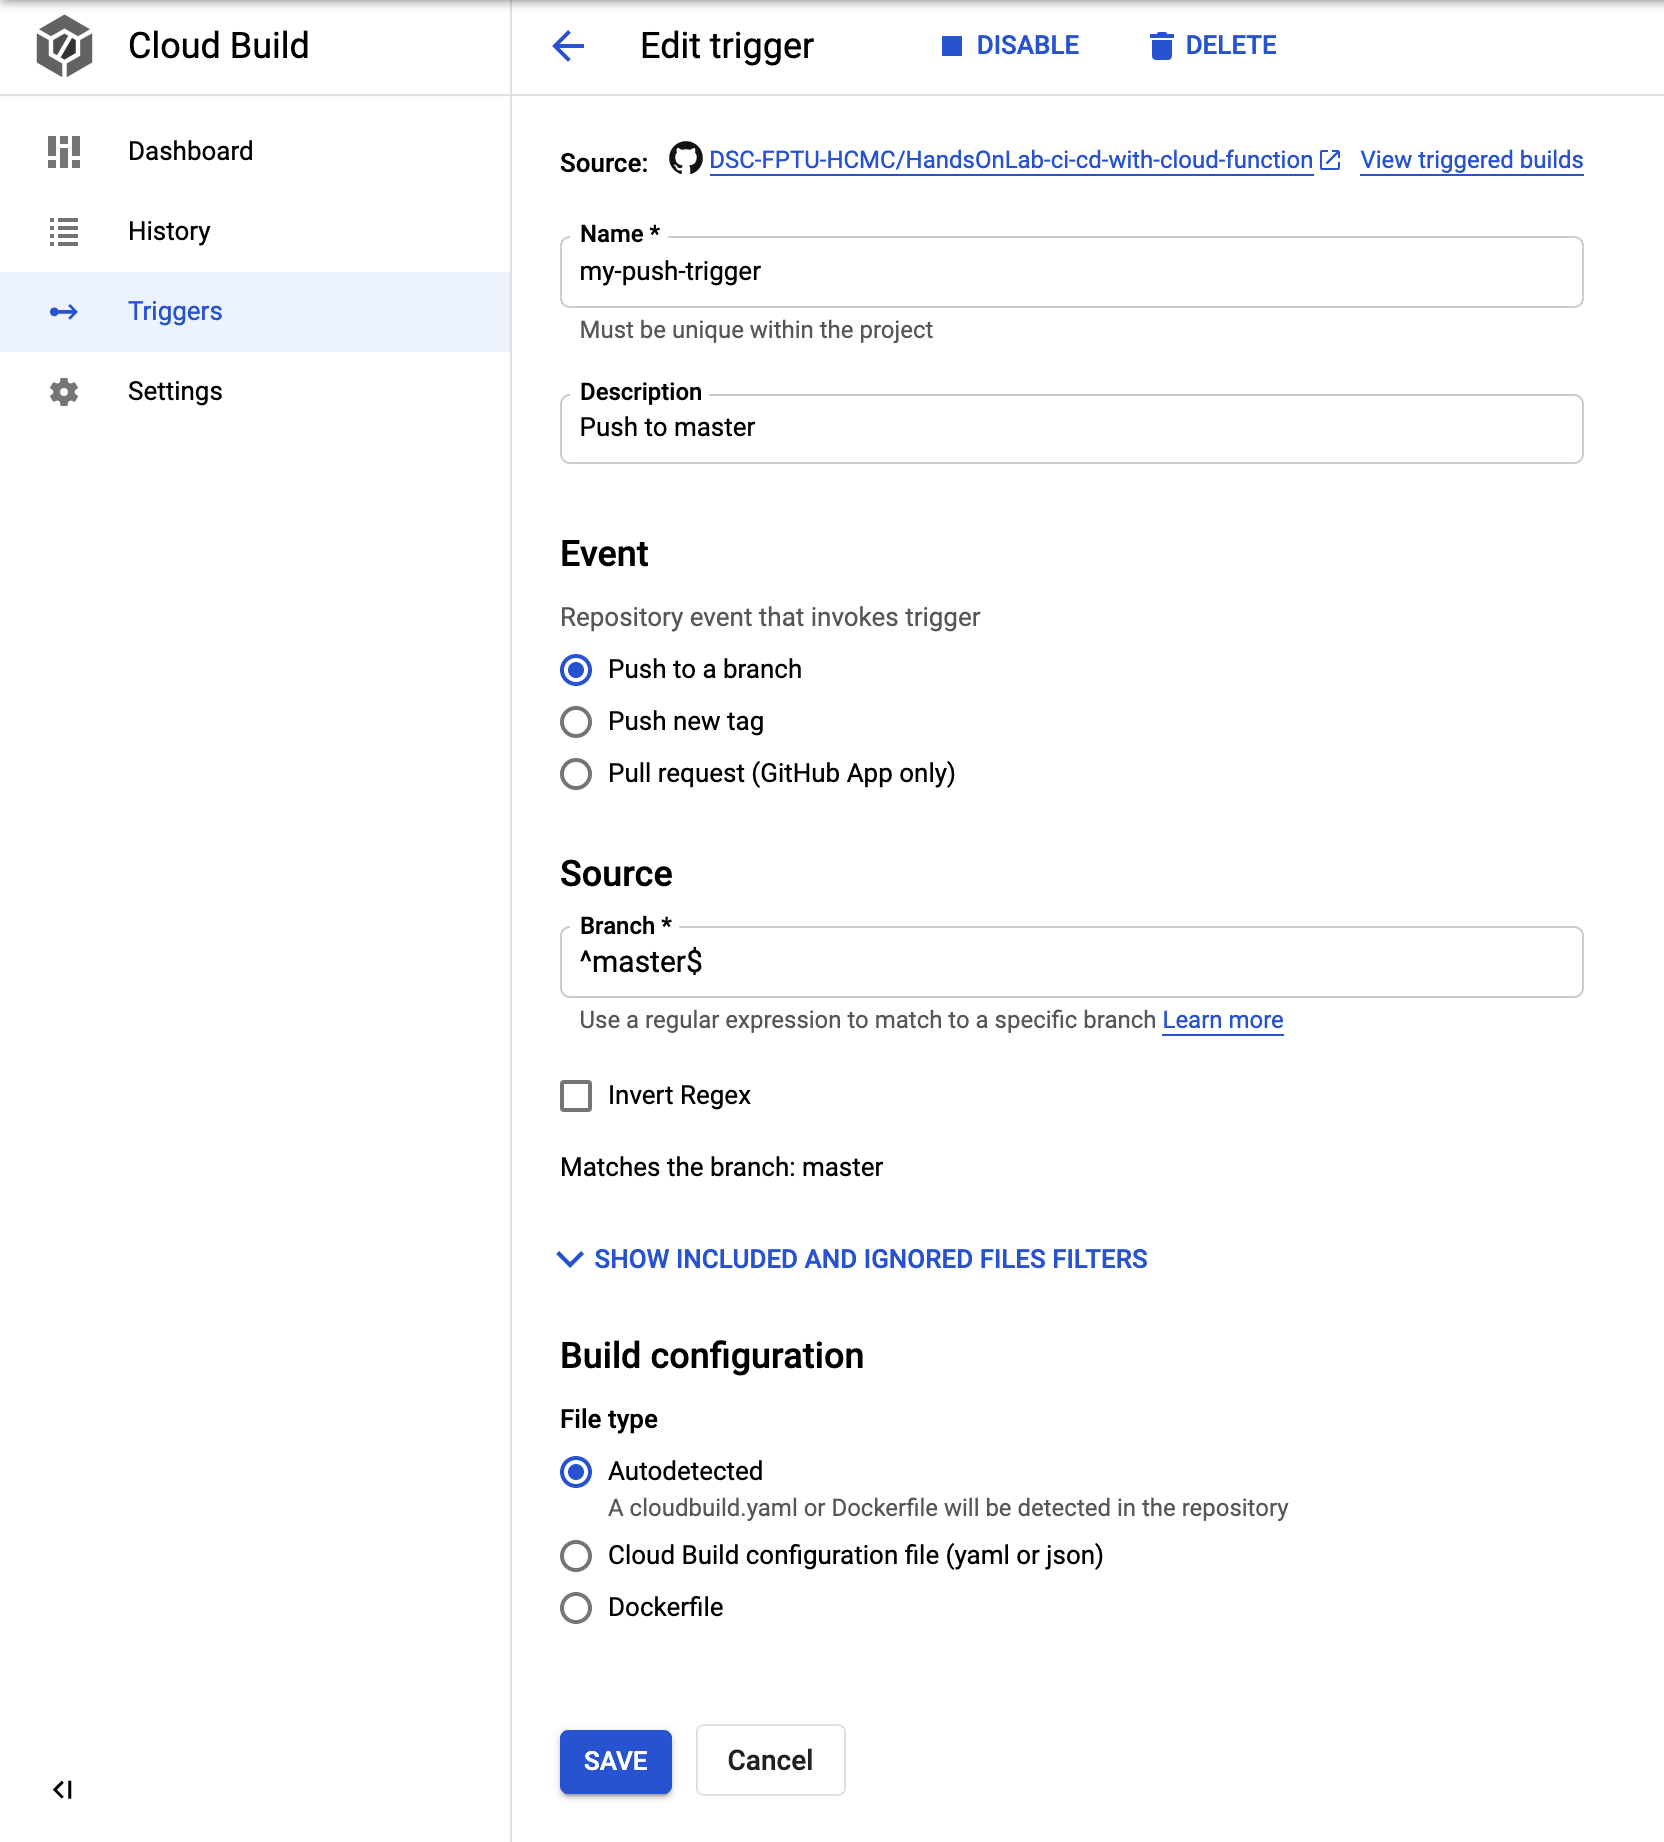 Cloud Build
Edit trigger
DISABLE
DELETE
Dashboard
History
Triggers
Settings
Source: DSC-FPTU-HCMC/HandsOnLab-ci-cd-with-cloud-function View triggered builds
Name *
my-push-trigger
Must be unique within the project
Description
Push to master
Event
Repository event that invokes trigger
Push to a branch
Push new tag
Pull request (GitHub App only)
Source
Branch *
^master$
Use a regular expression to match to a specific branch Learn more
Invert Regex
Matches the branch: master
SHOW INCLUDED AND IGNORED FILES FILTERS
Build configuration
File type
Autodetected
A cloudbuild.yaml or Dockerfile will be detected in the repository
Cloud Build configuration file (yaml or json)
Dockerfile
SAVE
Cancel